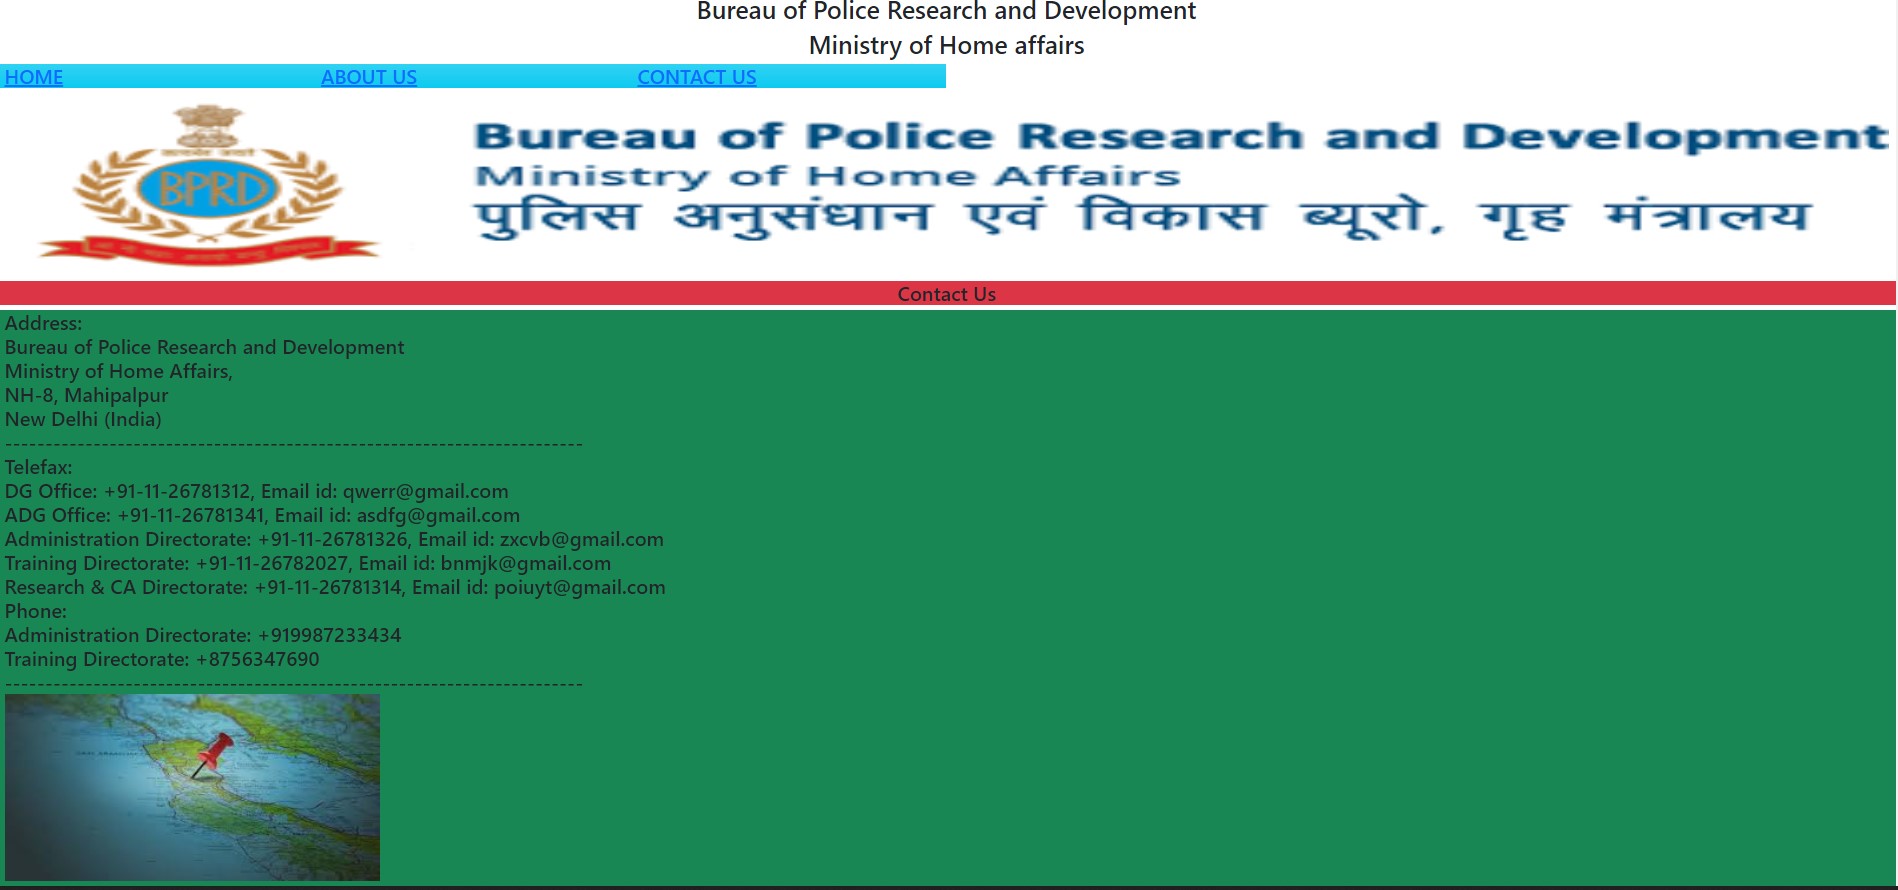 Bureau of Police Research and Development
Ministry of Home affairs
HOME ABOUT US CONTACT US
BPRD
Bureau of Police Research and Development
Ministry of Home Affairs
पुलिस अनुसंधान एवं विकास ब्यूरो, गृह मंत्रालय
Contact Us
Address:
Bureau of Police Research and Development
Ministry of Home Affairs,
NH-8, Mahipalpur
New Delhi (India)
------------------------------------------------------------------------
Telefax:
DG Office: +91-11-26781312, Email id: qwerr@gmail.com
ADG Office: +91-11-26781341, Email id: asdfg@gmail.com
Administration Directorate: +91-11-26781326, Email id: zxcvb@gmail.com
Training Directorate: +91-11-26782027, Email id: bnmjk@gmail.com
Research & CA Directorate: +91-11-26781314, Email id: poiuyt@gmail.com
Phone:
Administration Directorate: +919987233434
Training Directorate: +8756347690
------------------------------------------------------------------------